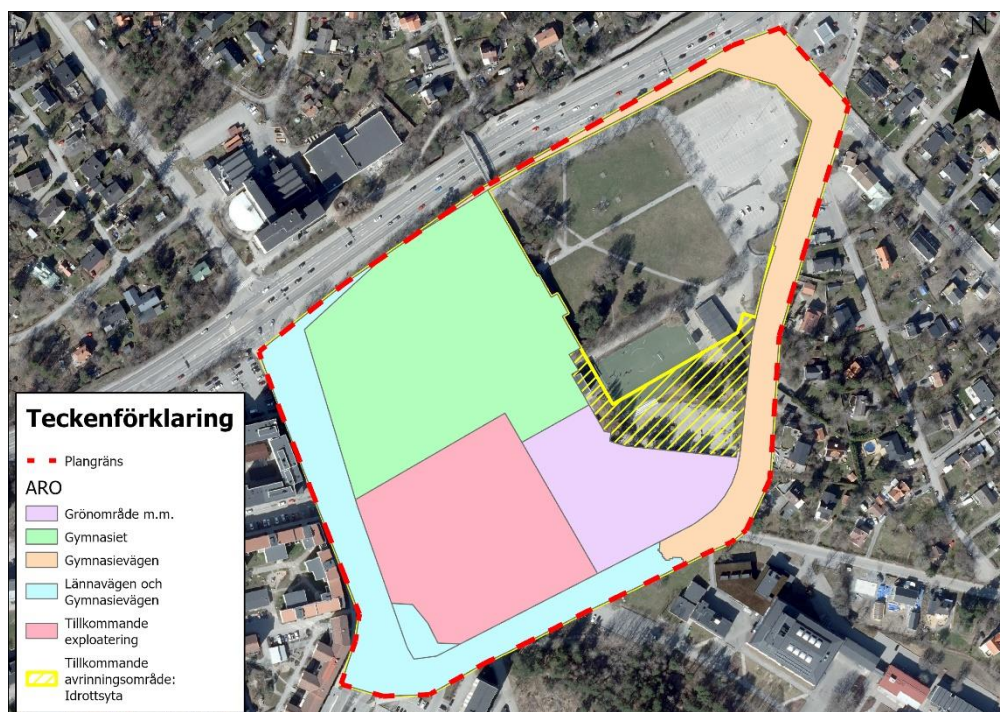 N
Teckenförklaring
Plangräns
ARO
Grönområde m.m.
Gymnasiet
Gymnasievägen
Lännavägen och
Gymnasievägen
Tillkommande
exploatering
Tillkommande
avrinningsområde:
Idrottsyta